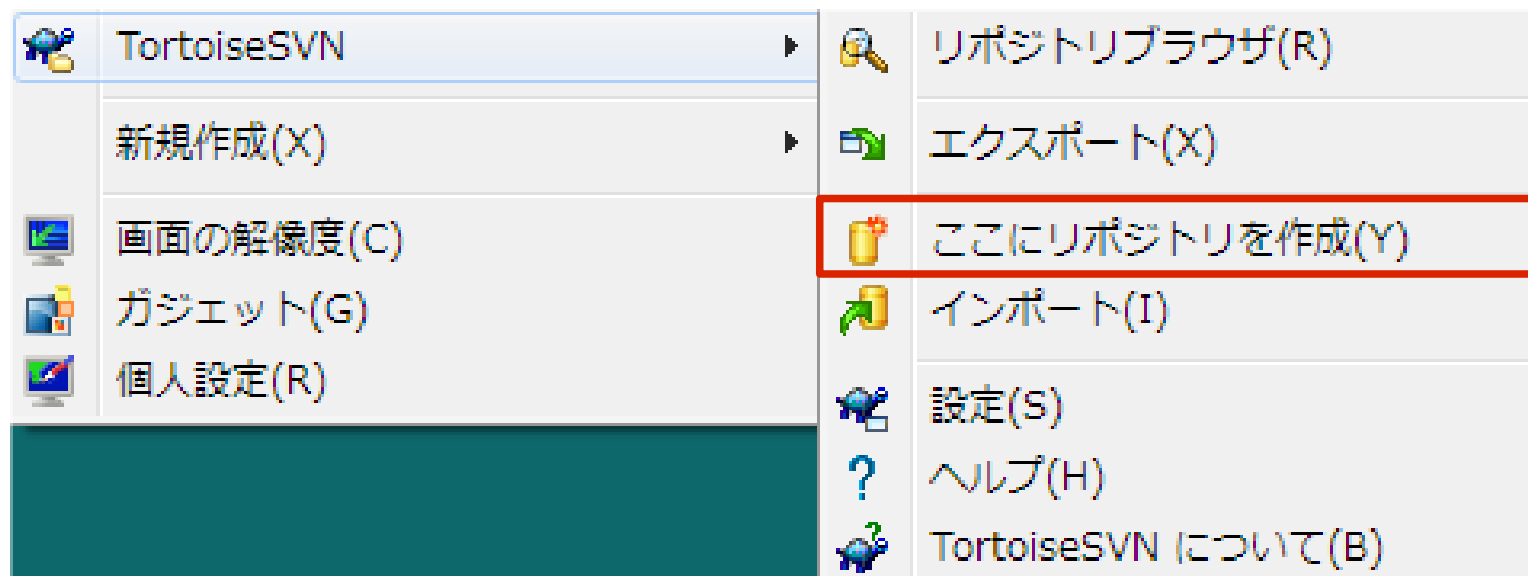 TortoiseSVN
新規作成(X)
画面の解像度(C)
ガジェット(G)
個人設定(R)
リポジトリブラウザ(R)
エクスポート(X)
ここにリポジトリを作成(Y)
インポート(I)
設定(S)
ヘルプ(H)
TortoiseSVN について(B)